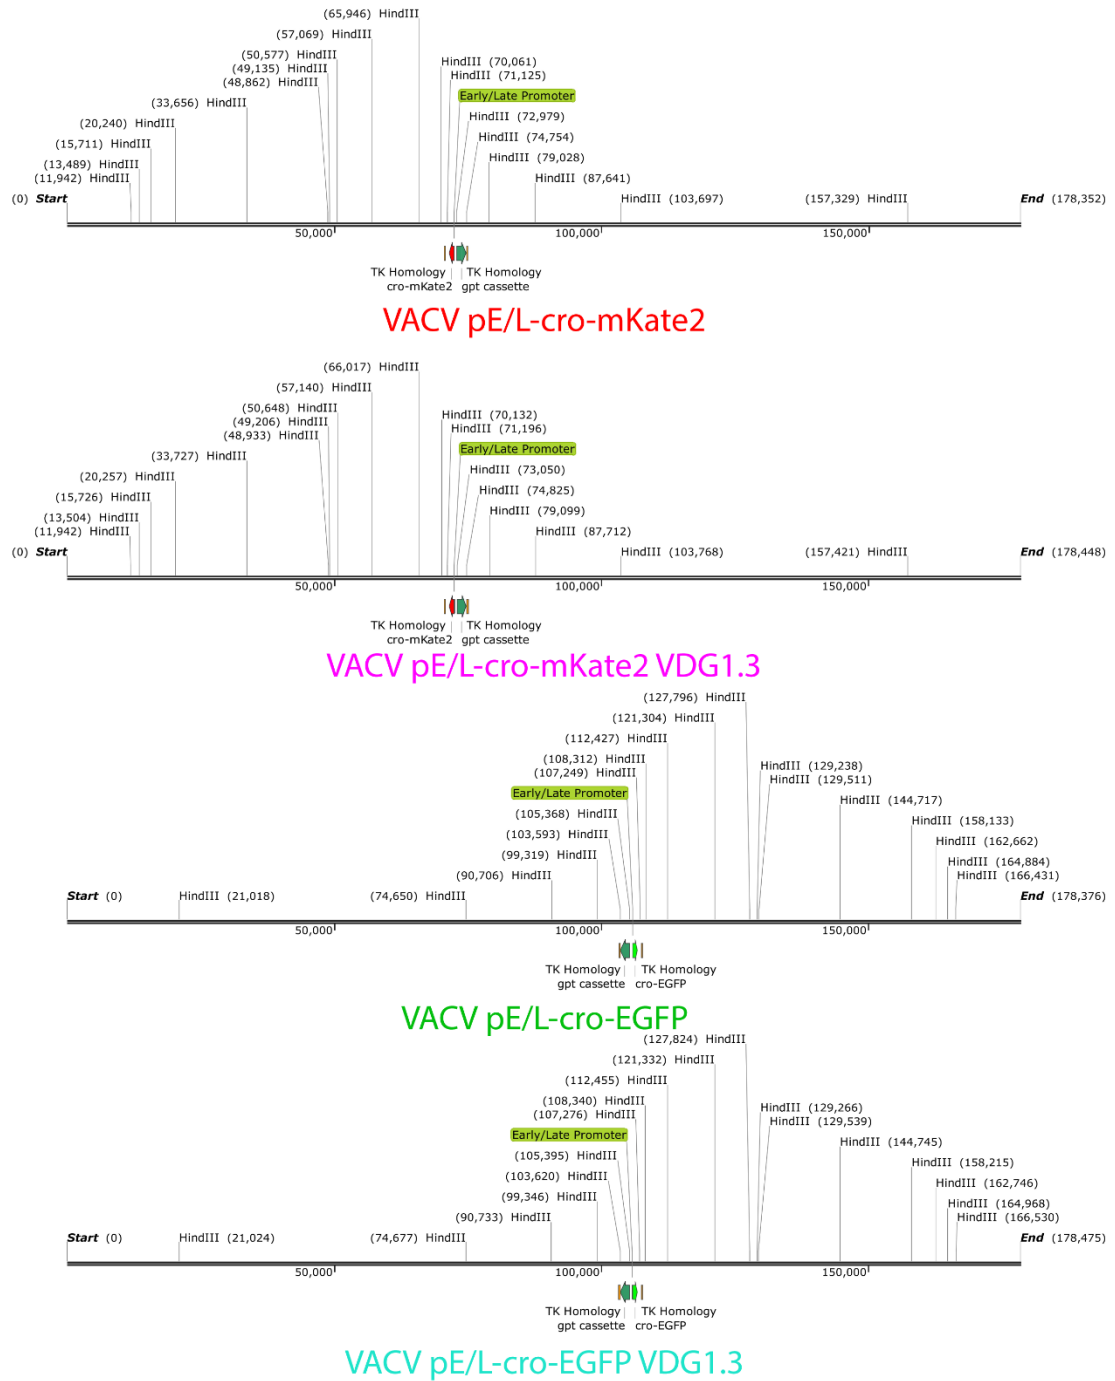 (65,946) HindIII
(57,069) HindIII
(50,577) HindIII
HindIII (70,061)
(49,135) HindIII
HindIII (71,125)
(48,862) HindIII
Early/Late Promoter
(33,656) HindIII
HindIII (72,979)
(20,240) HindIII
HindIII (74,754)
(15,711) HindIII
HindIII (79,028)
(13,489) HindIII
(11,942) HindIII
HindIII (87,641)
(0) Start
HindIII (103,697)
(157,329) HindIII
End (178,352)
50,000
100,000
150,000
TK Homology
TK Homology
cro-mKate2
gpt cassette
VACV pE/L-cro-mKate2
(66,017) HindIII
(57,140) HindIII
(50,648) HindIII
HindIII (70,132)
(49,206) HindIII
HindIII (71,196)
(48,933) HindIII
Early/Late Promoter
(33,727) HindIII
HindIII (73,050)
(20,257) HindIII
HindIII (74,825)
(15,726) HindIII
HindIII (79,099)
(13,504) HindIII
(11,942) HindIII
HindIII (87,712)
(0) Start
HindIII (103,768)
(157,421) HindIII
End (178,448)
50,000
100,000
150,000
TK Homology
TK Homology
cro-mKate2
gpt cassette
VACV pE/L-cro-mKate2 VDG1.3
(127,796) HindIII
(121,304) HindIII
(112,427) HindIII
(108,312) HindIII
HindIII (129,238)
(107,249) HindIII
HindIII (129,511)
Early/Late Promoter
HindIII (144,717)
(105,368) HindIII
HindIII (158,133)
(103,593) HindIII
HindIII (162,662)
(99,319) HindIII
HindIII (164,884)
(90,706) HindIII
HindIII (166,431)
Start (0)
HindIII (21,018)
(74,650) HindIII
End (178,376)
50,000
100,000
150,000
TK Homology
TK Homology
gpt cassette
cro-EGFP
VACV pE/L-cro-EGFP
(127,824) HindIII
(121,332) HindIII
(112,455) HindIII
(108,340) HindIII
HindIII (129,266)
(107,276) HindIII
HindIII (129,539)
Early/Late Promoter
HindIII (144,745)
(105,395) HindIII
HindIII (158,215)
(103,620) HindIII
HindIII (162,746)
(99,346) HindIII
HindIII (164,968)
(90,733) HindIII
HindIII (166,530)
Start (0)
HindIII (21,024)
(74,677) HindIII
End (178,475)
50,000
100,000
150,000
TK Homology
TK Homology
gpt cassette
cro-EGFP
VACV pE/L-cro-EGFP VDG1.3